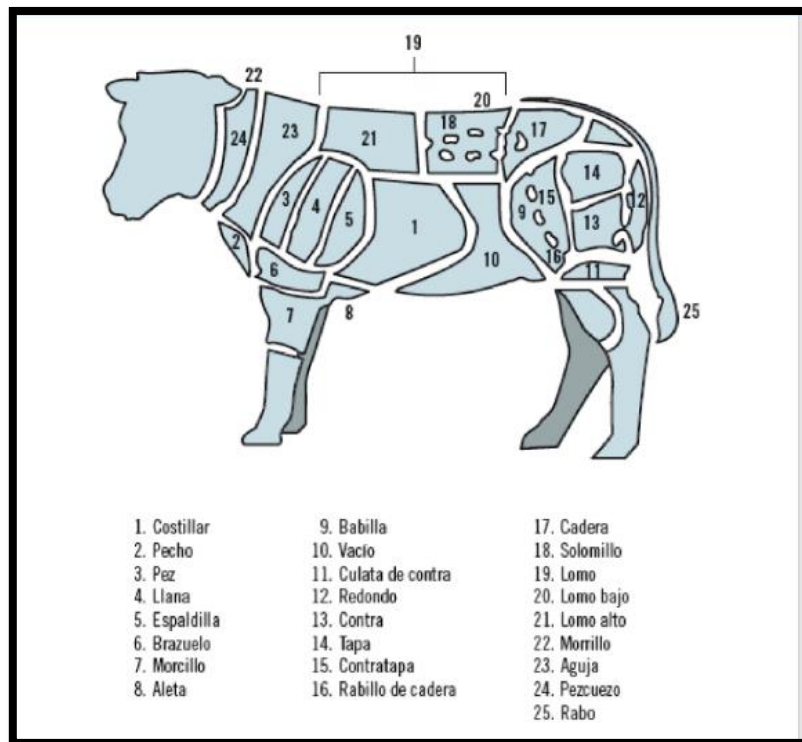 19
22
20
18
24
23
21
17
14
3
4
5
9
15
12
1
13
2
10
16
6
11
7
8
25
1. Costillar
2. Pecho
3. Pez
4. Llana
5. Espaldilla
6. Brazuelo
7. Morcillo
8. Aleta
9. Babilla
10. Vacío
11. Culata de contra
12. Redondo
13. Contra
14. Tapa
15. Contratapa
16. Rabillo de cadera
17. Cadera
18. Solomillo
19. Lomo
20. Lomo bajo
21. Lomo alto
22. Morrillo
23. Aguja
24. Pezcuezo
25. Rabo